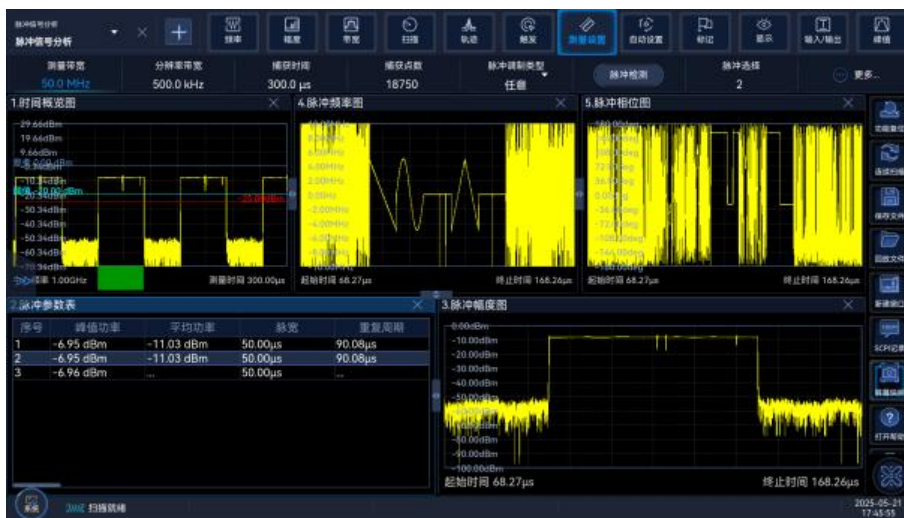 脉冲信号分析
脉冲信号分析
频率
幅度
带宽
扫描
轨迹
触发
测量设置
自动设置
标记
显示
输入/输出
峰值
测量带宽
50.0 MHz
分辨率带宽
500.0 kHz
捕获时间
300.0 μs
捕获点数
18750
脉冲调制类型
任意
脉冲检测
脉冲选择
2
更多...
1.时间概览图
29.66dBm
19.66dBm
9.66dBm
-10.34dBm
-20.34dBm
-30.34dBm
-40.34dBm
-50.34dBm
-60.34dBm
-70.34dBm
中心频率 1.00GHz
测量时间 300.00μs
4.脉冲频率图
2.00MHz
0.00Hz
-2.00MHz
起始时间 68.27μs
终止时间 168.26μs
5.脉冲相位图
起始时间 68.27μs
终止时间 168.26μs
功能复位
连续扫描
保存文件
回放文件
新建窗口
SCPI记录
屏幕快照
打开帮助
2.脉冲参数表
序号 峰值功率 平均功率 脉宽 重复周期
1 -6.95 dBm -11.03 dBm 50.00μs 90.08μs
2 -6.95 dBm -11.03 dBm 50.00μs 90.08μs
3 -6.96 dBm ... 50.00μs ...
3.脉冲幅度图
0.00dBm
-10.00dBm
-20.00dBm
-30.00dBm
-40.00dBm
-50.00dBm
-80.00dBm
-90.00dBm
-100.00dBm
起始时间 68.27μs
终止时间 168.26μs
系统
扫描就绪
2025-05-21
17:45:55